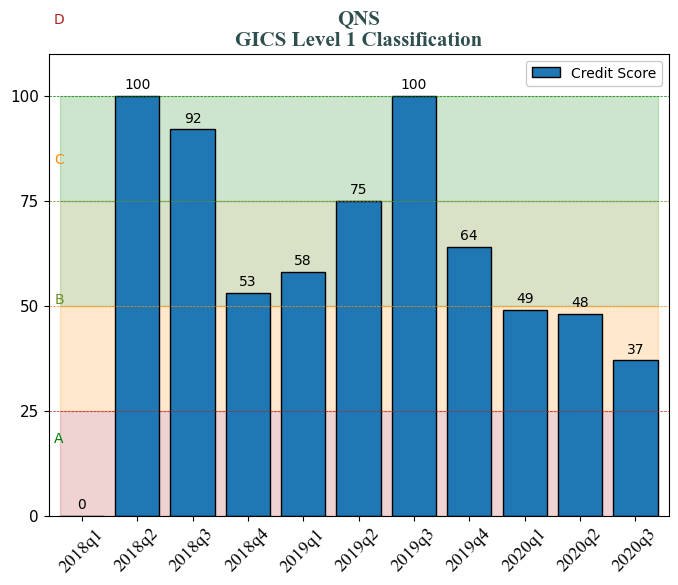 D
QNS
GICS Level 1 Classification
Credit Score
100
75
50
25
0
C
B
A
0
100
92
53
58
75
100
64
49
48
37
2018q1
2018q2
2018q3
2018q4
2019q1
2019q2
2019q3
2019q4
2020q1
2020q2
2020q3